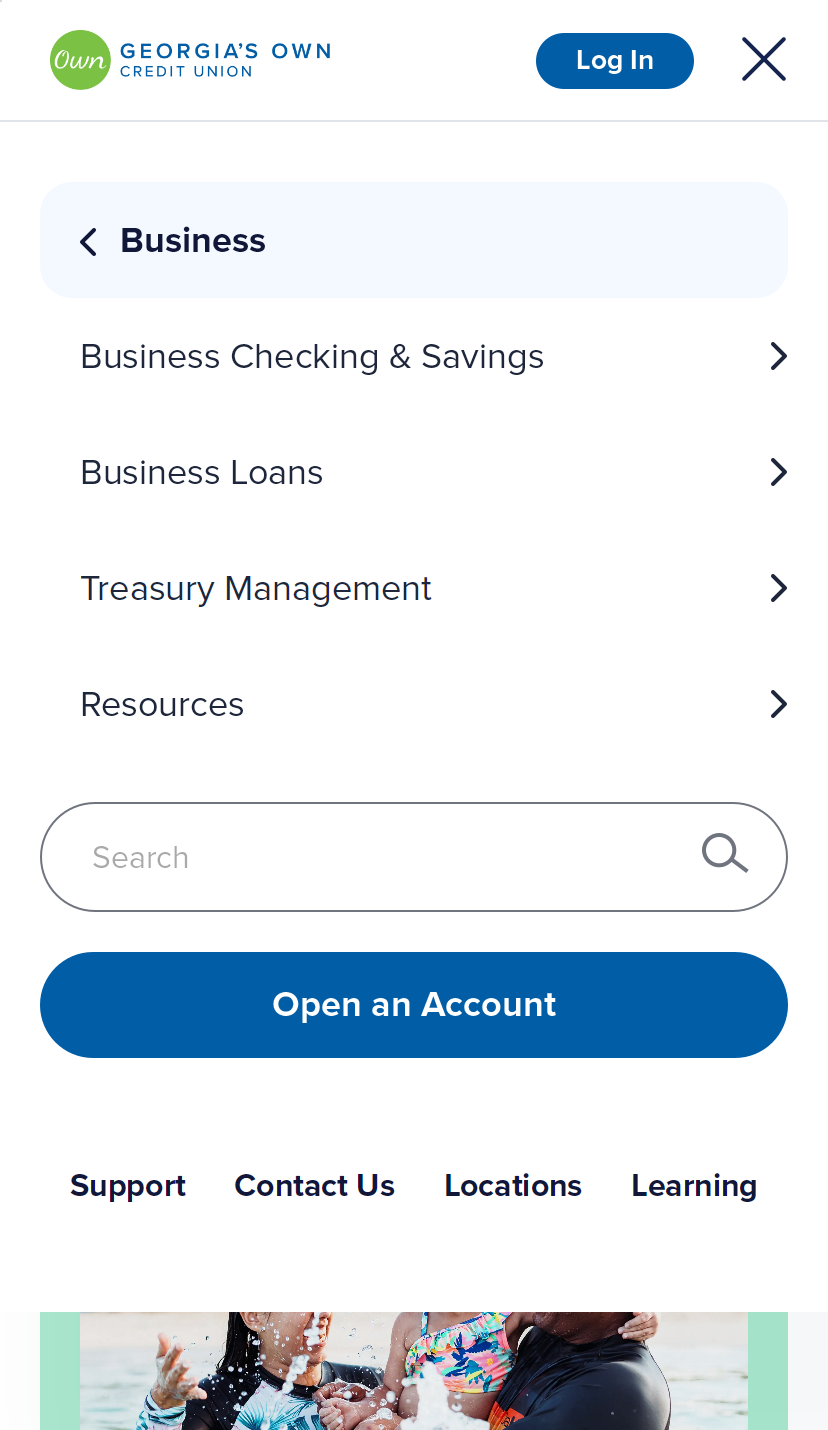 Own
GEORGIA'S OWN
CREDIT UNION
Log In
Business
Business Checking & Savings
Business Loans
Treasury Management
Resources
Search
Open an Account
Support Contact Us Locations Learning